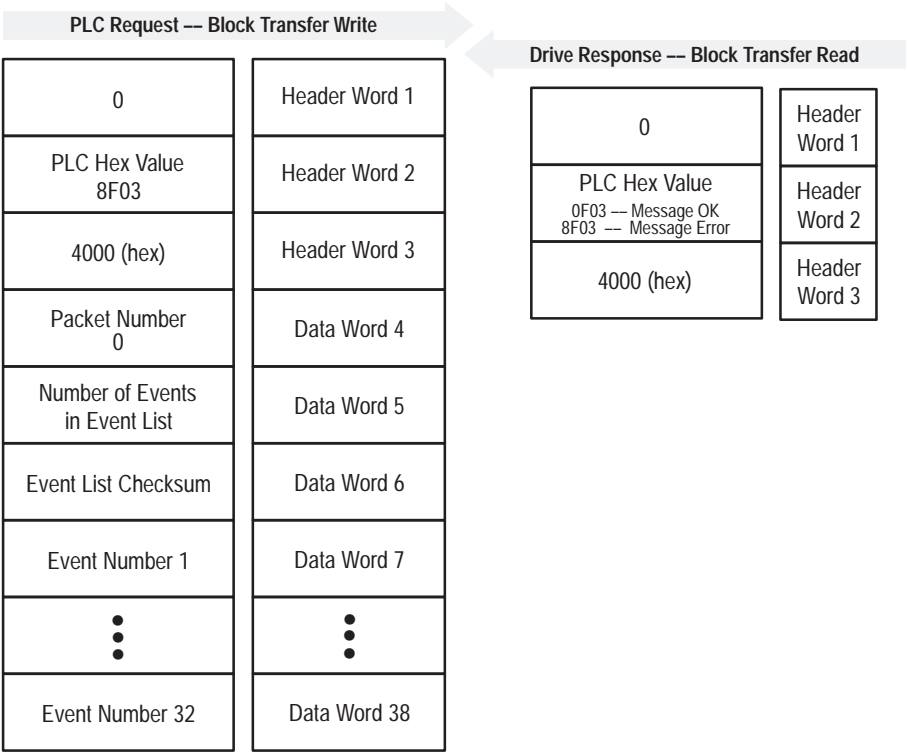 PLC Request –– Block Transfer Write
0
Header Word 1
PLC Hex Value
8F03
Header Word 2
4000 (hex)
Header Word 3
Packet Number
0
Data Word 4
Number of Events
in Event List
Data Word 5
Event List Checksum
Data Word 6
Event Number 1
Data Word 7
Event Number 32
Data Word 38
Drive Response –– Block Transfer Read
0
Header
Word 1
PLC Hex Value
0F03 –– Message OK
8F03 –– Message Error
Header
Word 2
4000 (hex)
Header
Word 3